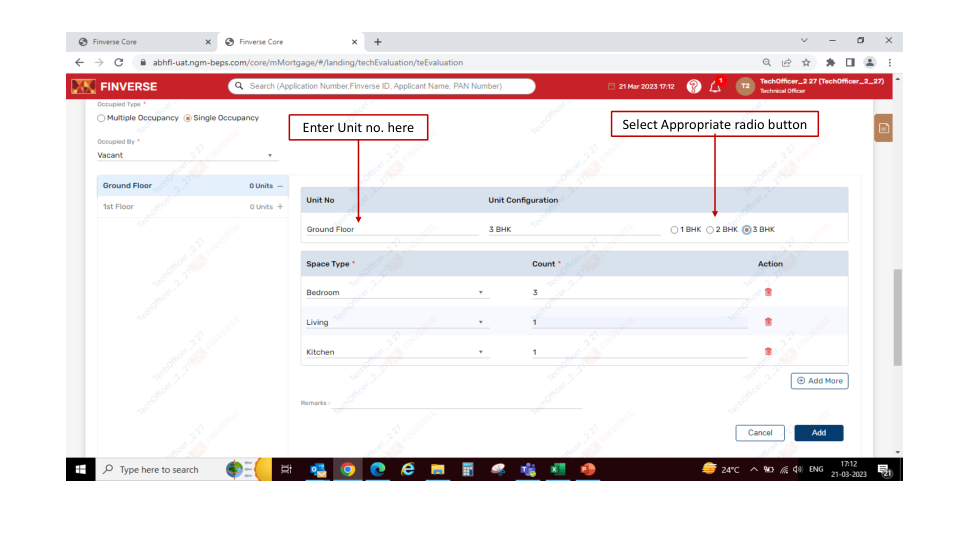 Finverse Core
Finverse Core
abhfl-uat.ngm-beps.com/core/mMortgage/#/landing/techEvaluation/teEvaluation
FINVERSE
Search (Application Number,Finverse ID, Applicant Name, PAN Number)
21 Mar 2023 17:12
1
T2
TechOfficer_2 27 (TechOfficer_2_27)
Technical Officer
Occupied Type *
Multiple Occupancy Single Occupancy
Enter Unit no. here
Select Appropriate radio button
Occupied By *
Vacant
Ground Floor 0 Units −
1st Floor 0 Units +
Unit No Unit Configuration
Ground Floor 3 BHK 1 BHK 2 BHK 3 BHK
Space Type * Count * Action
Bedroom 3
Living 1
Kitchen 1
Add More
Remarks :
Cancel Add
Type here to search
24°C ENG 17:12
21-03-2023
21